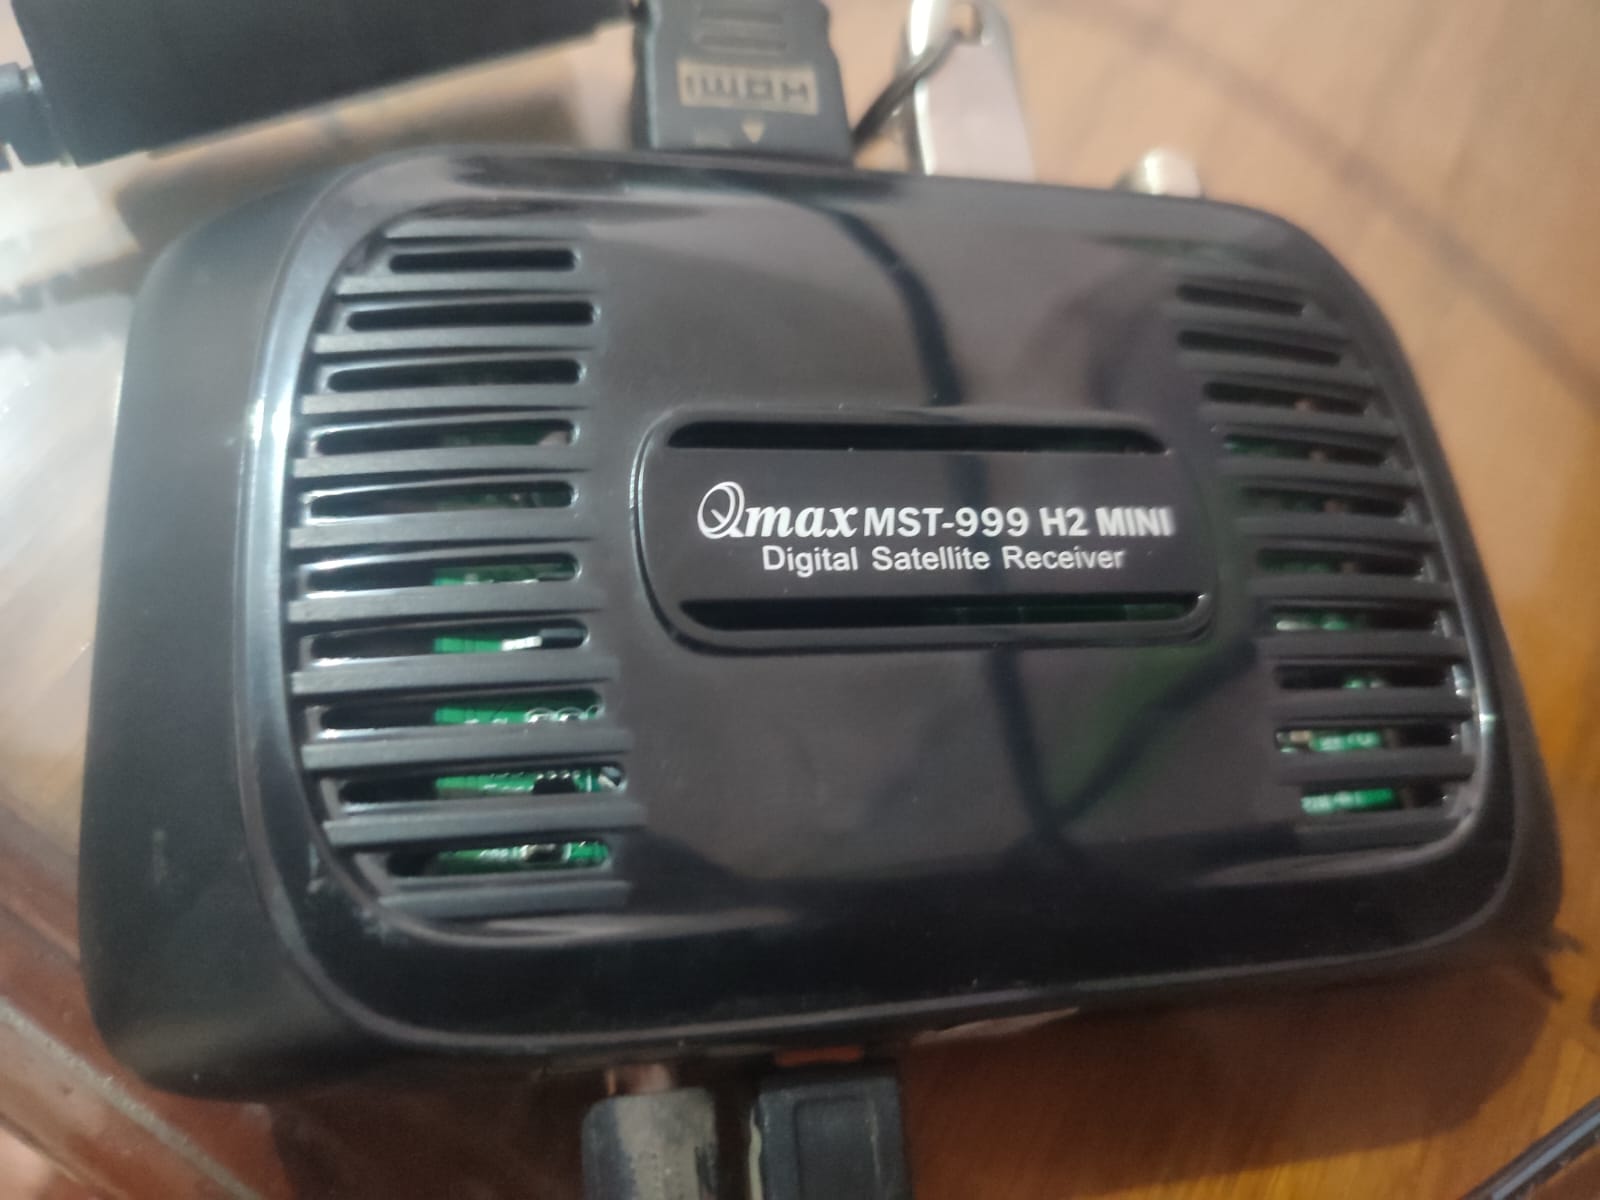 HDMI
Qmax MST-999 H2 MINI
Digital Satellite Receiver